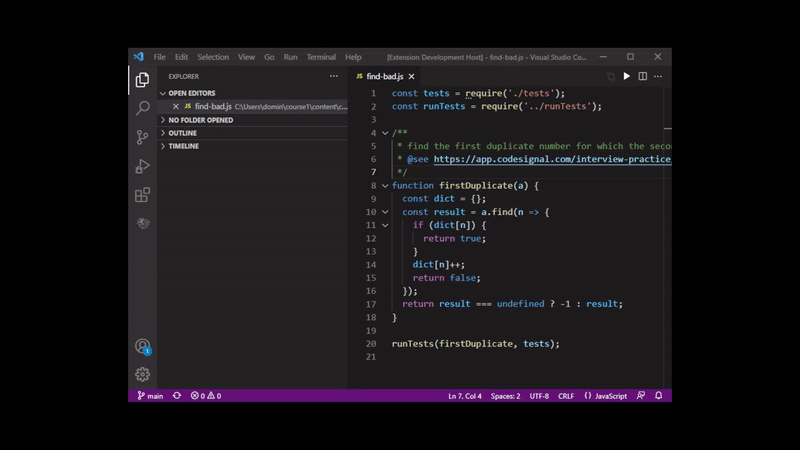 File Edit Selection View Go Run Terminal Help [Extension Development Host] - find-bad.js - Visual Studio Co...
EXPLORER
OPEN EDITORS
JS find-bad.js C:\Users\domin\course1\content\c...
NO FOLDER OPENED
OUTLINE
TIMELINE
1
JS find-bad.js
1 const tests = require('./tests');
2 const runTests = require('../runTests');
3
4 /**
5 * find the first duplicate number for which the seco
6 * @see https://app.codesignal.com/interview-practice
7 */
8 function firstDuplicate(a) {
9 const dict = {};
10 const result = a.find(n => {
11 if (dict[n]) {
12 return true;
13 }
14 dict[n]++;
15 return false;
16 });
17 return result === undefined ? -1 : result;
18 }
19
20 runTests(firstDuplicate, tests);
21
main 0 0 Ln 7, Col 4 Spaces: 2 UTF-8 CRLF {} JavaScript